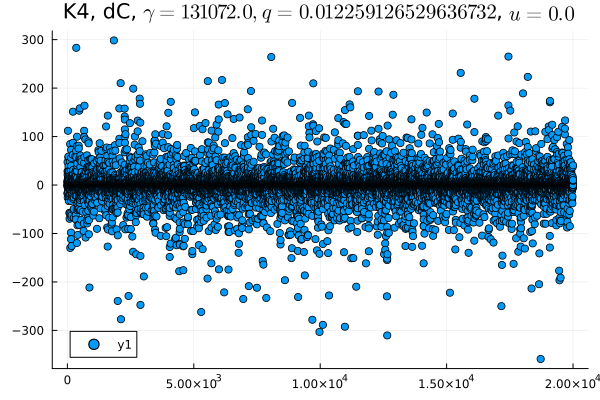 K4, dC, γ = 131072.0, q = 0.012259126529636732, u = 0.0
300
200
100
0
−100
−200
−300
y1
0 5.00×10³ 1.00×10⁴ 1.50×10⁴ 2.00×10⁴